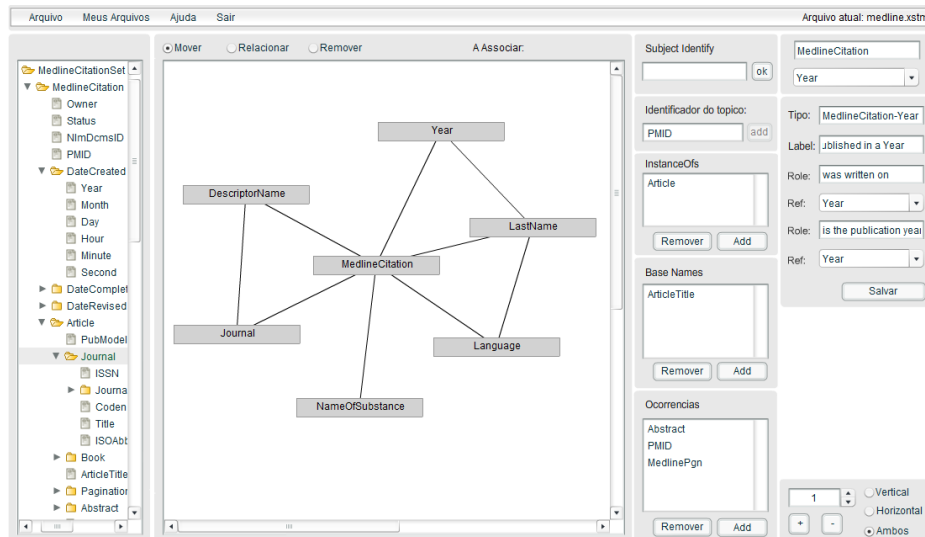 Arquivo Meus Arquivos Ajuda Sair Arquivo atual: medline.xstm
MedlineCitationSet
MedlineCitation
Owner
Status
NlmDcmsID
PMID
DateCreated
Year
Month
Day
Hour
Minute
Second
DateComplet
DateRevised
Article
PubModel
Journal
ISSN
Journa
Coden
Title
ISOAbb
Book
ArticleTitle
Pagination
Abstract
Mover Relacionar Remover A Associar:
Year
DescriptorName
LastName
MedlineCitation
Journal
Language
NameOfSubstance
Subject Identify
ok
Identificador do topico:
PMID add
InstanceOfs
Article
Remover Add
Base Names
ArticleTitle
Remover Add
Ocorrencias
Abstract
PMID
MedlinePgn
Remover Add
MedlineCitation
Year
Tipo: MedlineCitation-Year
Label: ublished in a Year
Role: was written on
Ref: Year
Role: is the publication year
Ref: Year
Salvar
1
+ -
Vertical
Horizontal
Ambos